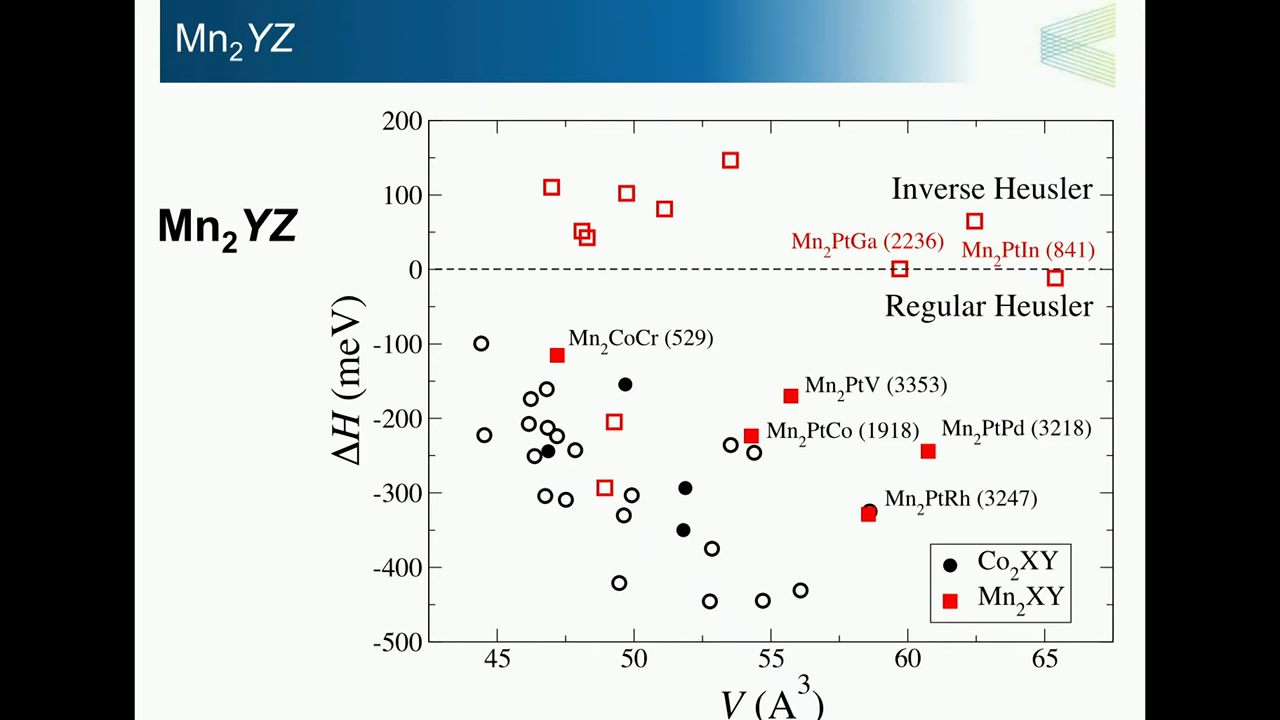 Mn₂YZ
Mn₂YZ
200
100
0
-100
-200
-300
-400
-500
ΔH (meV)
Inverse Heusler
Mn₂PtGa (2236)
Mn₂PtIn (841)
Regular Heusler
Mn₂CoCr (529)
Mn₂PtV (3353)
Mn₂PtCo (1918)
Mn₂PtPd (3218)
Mn₂PtRh (3247)
Co₂XY
Mn₂XY
45 50 55 60 65
V (A³)